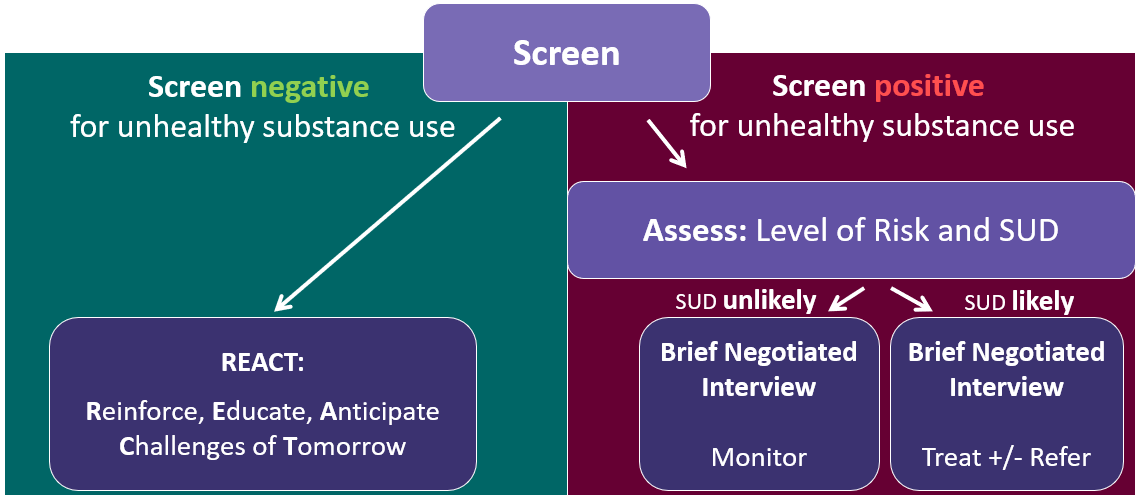 Screen
Screen negative
for unhealthy substance use
Screen positive
for unhealthy substance use
Assess: Level of Risk and SUD
SUD unlikely
SUD likely
REACT:
Reinforce, Educate, Anticipate
Challenges of Tomorrow
Brief Negotiated
Interview
Monitor
Brief Negotiated
Interview
Treat +/- Refer